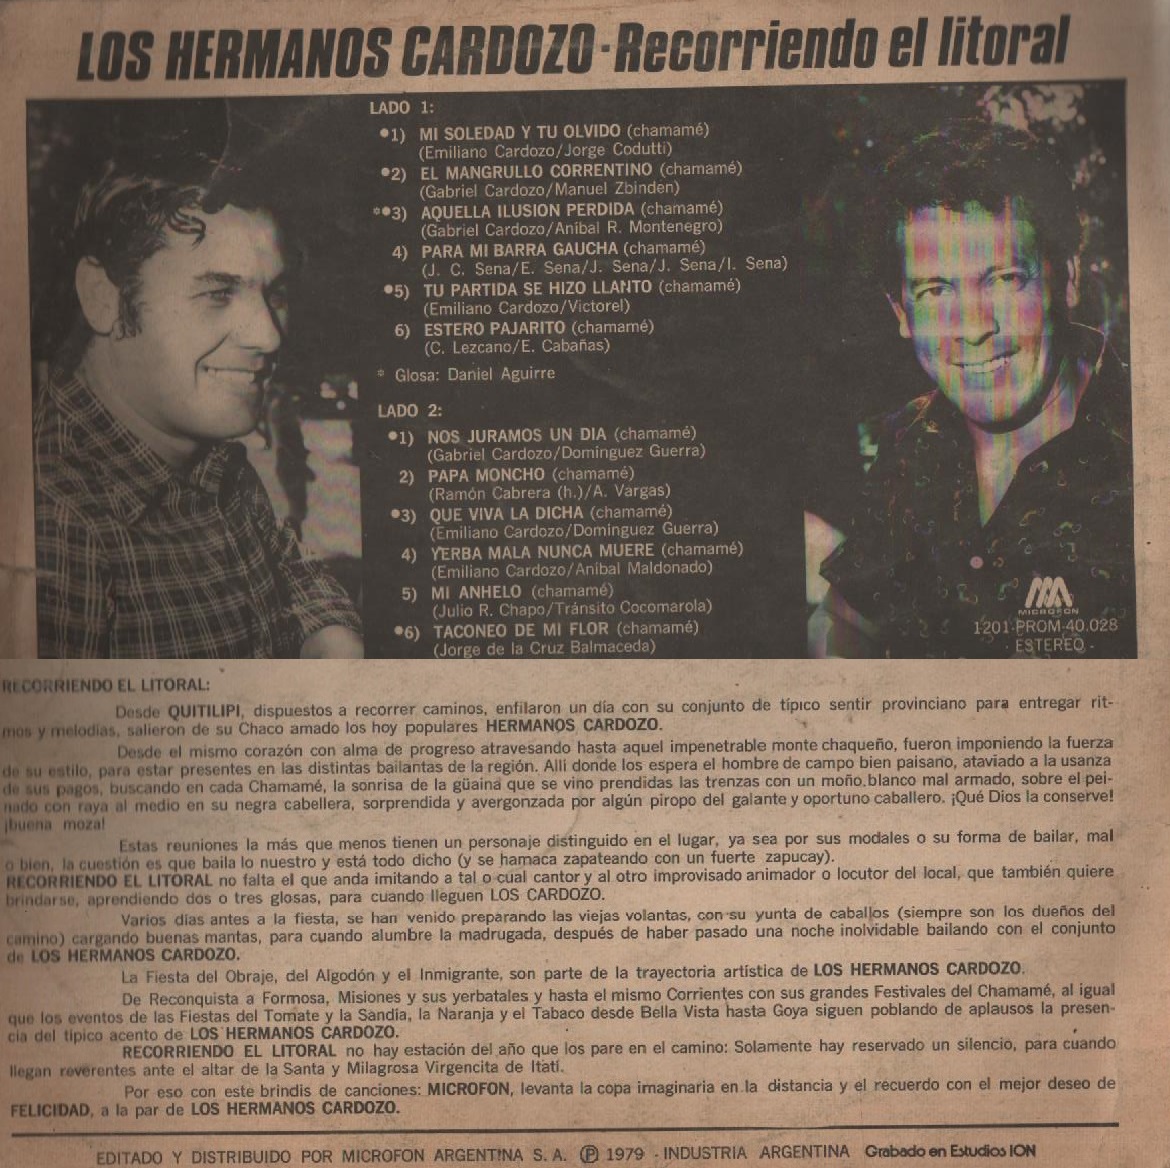 LOS HERMANOS CARDOZO - Recorriendo el litoral
LADO 1:
•1) MI SOLEDAD Y TU OLVIDO (chamamé)
(Emiliano Cardozo/Jorge Codutti)
•2) EL MANGRULLO CORRENTINO (chamamé)
(Gabriel Cardozo/Manuel Zbinden)
*•3) AQUELLA ILUSION PERDIDA (chamamé)
(Gabriel Cardozo/Anibal R. Montenegro)
4) PARA MI BARRA GAUCHA (chamamé)
(J. C. Sena/E. Sena/J. Sena/J. Sena/I. Sena)
•5) TU PARTIDA SE HIZO LLANTO (chamamé)
(Emiliano Cardozo/Victorel)
6) ESTERO PAJARITO (chamamé)
(C. Lezcano/E. Cabañas)
* Glosa: Daniel Aguirre
LADO 2:
•1) NOS JURAMOS UN DIA (chamamé)
(Gabriel Cardozo/Dominguez Guerra)
2) PAPA MONCHO (chamamé)
(Ramón Cabrera (h.)/A. Vargas)
•3) QUE VIVA LA DICHA (chamamé)
(Emiliano Cardozo/Dominguez Guerra)
4) YERBA MALA NUNCA MUERE (chamamé)
(Emiliano Cardozo/Aníbal Maldonado)
5) MI ANHELO (chamamé)
(Julio R. Chapo/Tránsito Cocomarola)
•6) TACONEO DE MI FLOR (chamamé)
(Jorge de la Cruz Balmaceda)
MICROFON
1201-PROM-40.028
- ESTEREO -
RECORRIENDO EL LITORAL:
Desde QUITILIPI, dispuestos a recorrer caminos, enfilaron un día con su conjunto de típico sentir provinciano para entregar rit-
mos y melodías, salieron de su Chaco amado los hoy populares HERMANOS CARDOZO.
Desde el mismo corazón con alma de progreso atravesando hasta aquel impenetrable monte chaqueño, fueron imponiendo la fuerza
de su estilo, para estar presentes en las distintas bailantas de la región. Allí donde los espera el hombre de campo bien paisano, ataviado a la usanza
de sus pagos, buscando en cada Chamamé, la sonrisa de la güaina que se vino prendidas las trenzas con un moño blanco mal armado, sobre el pei-
nado con raya al medio en su negra cabellera, sorprendida y avergonzada por algún piropo del galante y oportuno caballero. ¡Qué Dios la conserve!
¡buena moza!
Estas reuniones la más que menos tienen un personaje distinguido en el lugar, ya sea por sus modales o su forma de bailar, mal
o bien, la cuestión es que baila lo nuestro y está todo dicho (y se hamaca zapateando con un fuerte zapucay).
RECORRIENDO EL LITORAL no falta el que anda imitando a tal o cual cantor y al otro improvisado animador o locutor del local, que también quiere
brindarse, aprendiendo dos o tres glosas, para cuando lleguen LOS CARDOZO.
Varios días antes a la fiesta, se han venido preparando las viejas volantas, con su yunta de caballos (siempre son los dueños del
camino) cargando buenas mantas, para cuando alumbre la madrugada, después de haber pasado una noche inolvidable bailando con el conjunto
de LOS HERMANOS CARDOZO.
La Fiesta del Obraje, del Algodón y el Inmigrante, son parte de la trayectoria artística de LOS HERMANOS CARDOZO.
De Reconquista a Formosa, Misiones y sus yerbatales y hasta el mismo Corrientes con sus grandes Festivales del Chamamé, al igual
que los eventos de las Fiestas del Tomate y la Sandia, la Naranja y el Tabaco desde Bella Vista hasta Goya siguen poblando de aplausos la presen-
cia del típico acento de LOS HERMANOS CARDOZO.
RECORRIENDO EL LITORAL no hay estación del año que los pare en el camino: Solamente hay reservado un silencio, para cuando
llegan reverentes ante el altar de la Santa y Milagrosa Virgencita de Itatí.
Por eso con este brindis de canciones: MICROFON, levanta la copa imaginaria en la distancia y el recuerdo con el mejor deseo de
FELICIDAD, a la par de LOS HERMANOS CARDOZO.
EDITADO Y DISTRIBUIDO POR MICROFON ARGENTINA S. A. Ⓟ 1979 - INDUSTRIA ARGENTINA Grabado en Estudios ION